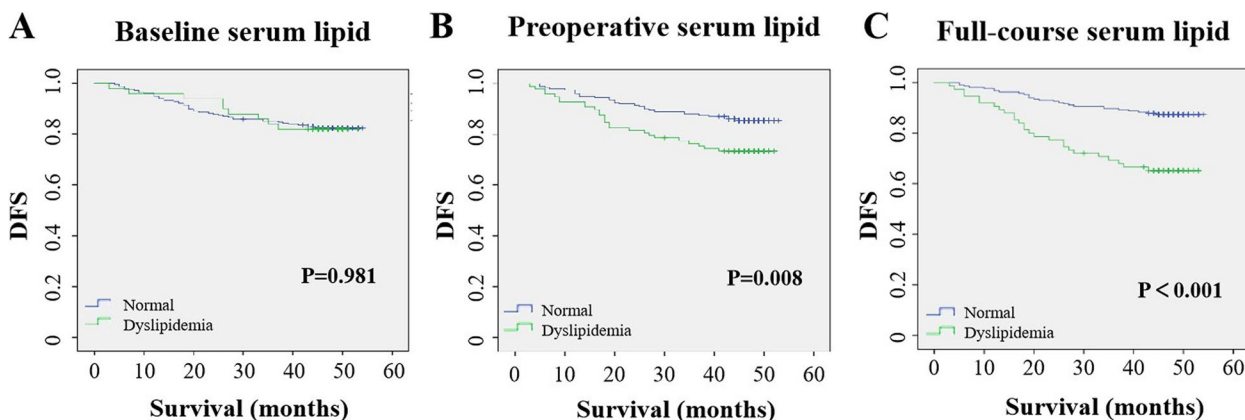 A
Baseline serum lipid
DFS
1.0
0.8
0.6
0.4
0.2
0
P=0.981
Normal
Dyslipidemia
0 10 20 30 40 50 60
Survival (months)
B
Preoperative serum lipid
DFS
1.0
0.8
0.6
0.4
0.2
0
P=0.008
Normal
Dyslipidemia
0 10 20 30 40 50 60
Survival (months)
C
Full-course serum lipid
DFS
1.0
0.8
0.6
0.4
0.2
0
P < 0.001
Normal
Dyslipidemia
0 10 20 30 40 50 60
Survival (months)